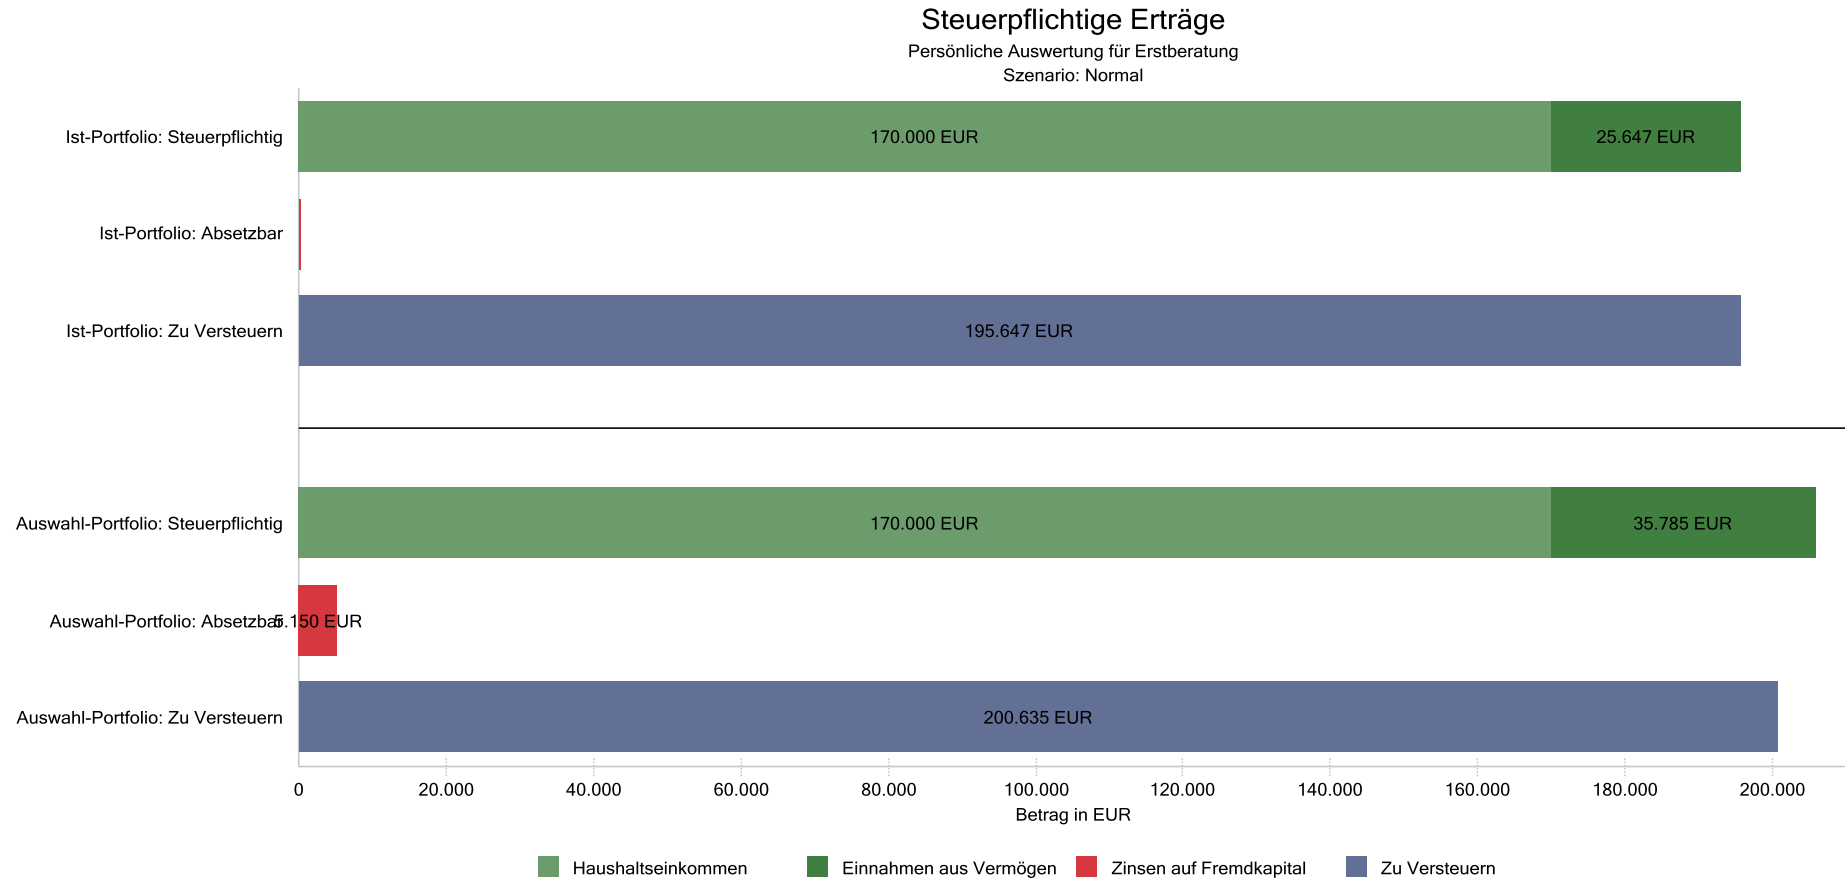 Steuerpflichtige Erträge
Persönliche Auswertung für Erstberatung
Szenario: Normal
Ist-Portfolio: Steuerpflichtig
170.000 EUR
25.647 EUR
Ist-Portfolio: Absetzbar
Ist-Portfolio: Zu Versteuern
195.647 EUR
Auswahl-Portfolio: Steuerpflichtig
170.000 EUR
35.785 EUR
Auswahl-Portfolio: Absetzbar
5.150 EUR
Auswahl-Portfolio: Zu Versteuern
200.635 EUR
0 20.000 40.000 60.000 80.000 100.000 120.000 140.000 160.000 180.000 200.000
Betrag in EUR
Haushaltseinkommen Einnahmen aus Vermögen Zinsen auf Fremdkapital Zu Versteuern